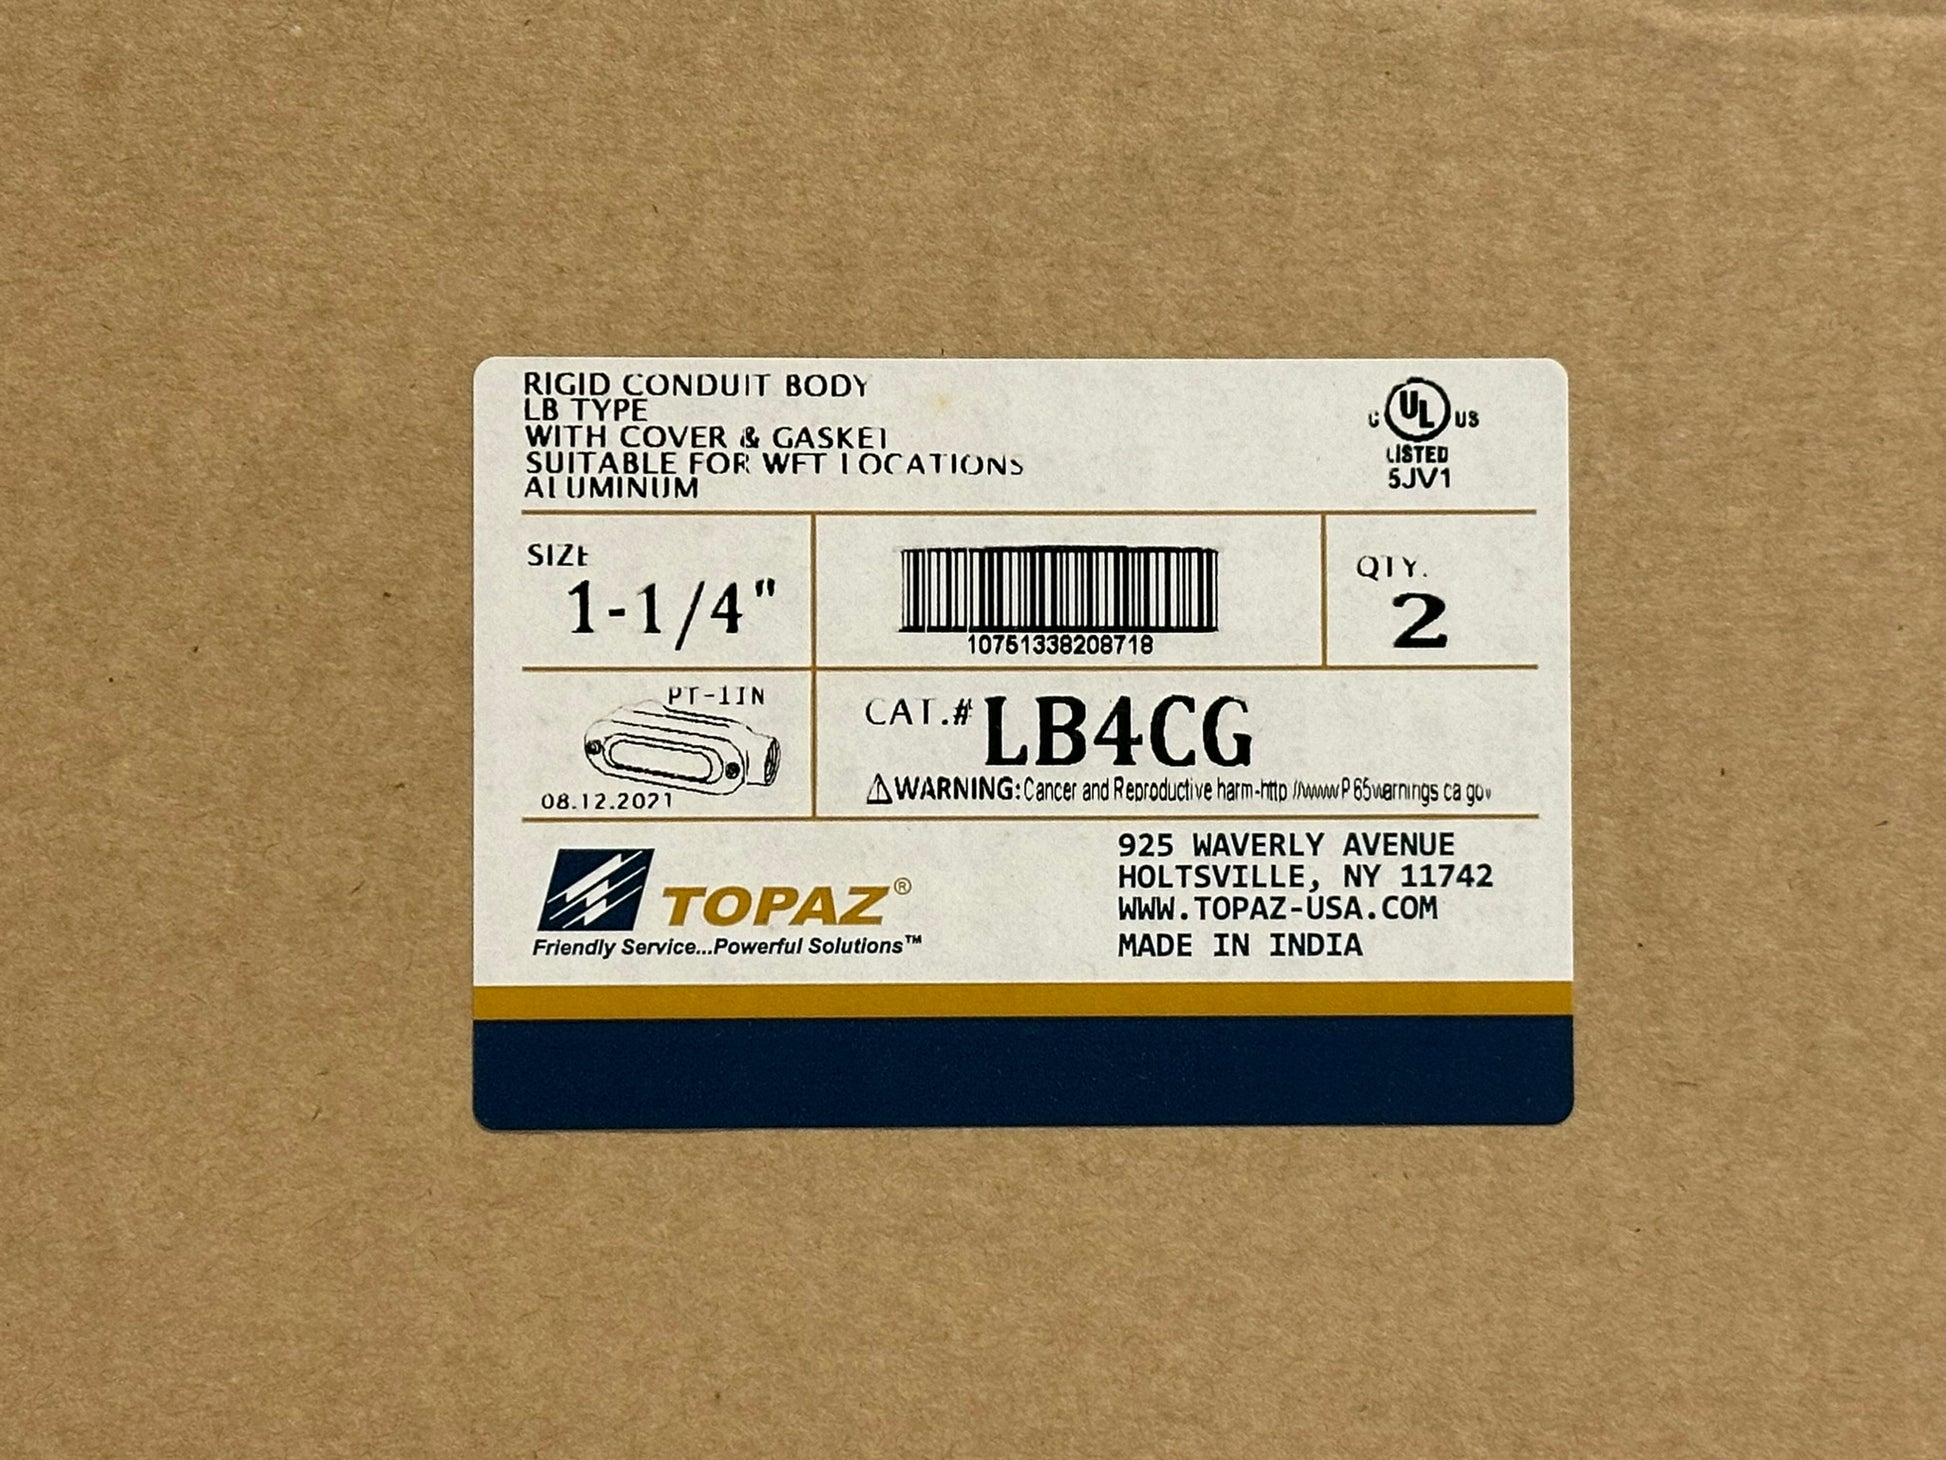 RIGID CONDUIT BODY
LB TYPE
WITH COVER & GASKET
SUITABLE FOR WET LOCATIONS
ALUMINUM
C UL US
LISTED
5JV1
SIZE
1-1/4"
10751338208718
QTY.
2
PT-1IN
08.12.2021
CAT.# LB4CG
⚠WARNING: Cancer and Reproductive harm-http://www.P65warnings.ca.gov
TOPAZ®
Friendly Service...Powerful Solutions™
925 WAVERLY AVENUE
HOLTSVILLE, NY 11742
WWW.TOPAZ-USA.COM
MADE IN INDIA